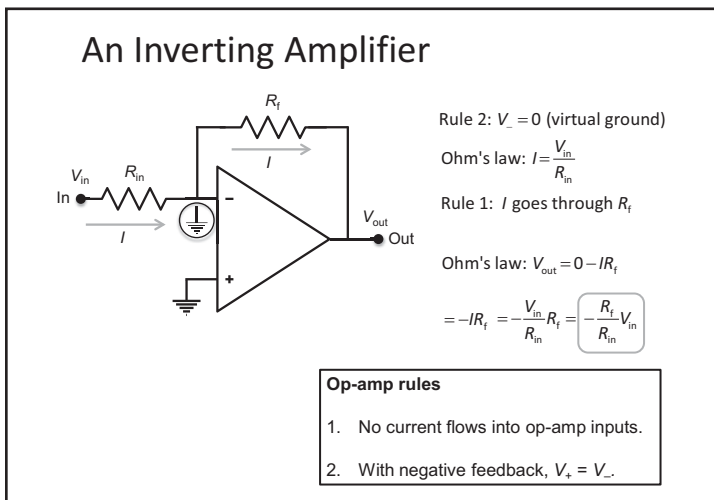 An Inverting Amplifier
R_f
I
V_in
R_in
In
I
−
+
V_out
Out
Rule 2: V_− = 0 (virtual ground)
Ohm's law: I = V_in / R_in
Rule 1: I goes through R_f
Ohm's law: V_out = 0 − IR_f
= −IR_f = −(V_in / R_in) R_f = −(R_f / R_in) V_in
Op-amp rules
1. No current flows into op-amp inputs.
2. With negative feedback, V_+ = V_−.